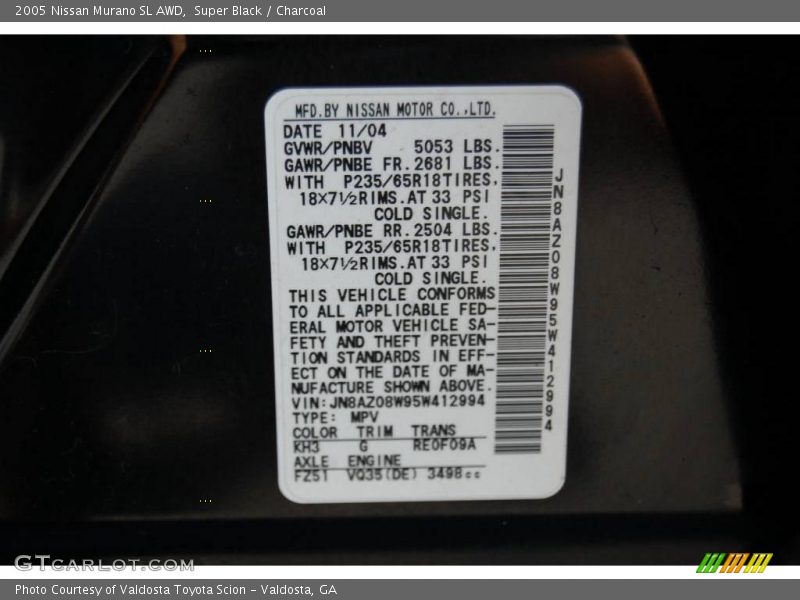 2005 Nissan Murano SL AWD,  Super Black / Charcoal
MFD.BY NISSAN MOTOR CO.,LTD.
DATE 11/04
GVWR/PNBV 5053 LBS.
GAWR/PNBE FR.2681 LBS.
WITH P235/65R18TIRES,
18X7½RIMS.AT 33 PSI
COLD SINGLE.
GAWR/PNBE RR.2504 LBS.
WITH P235/65R18TIRES,
18X7½RIMS.AT 33 PSI
COLD SINGLE.
THIS VEHICLE CONFORMS
TO ALL APPLICABLE FED-
ERAL MOTOR VEHICLE SA-
FETY AND THEFT PREVEN-
TION STANDARDS IN EFF-
ECT ON THE DATE OF MA-
NUFACTURE SHOWN ABOVE.
VIN:JN8AZ08W95W412994
TYPE: MPV
COLOR TRIM TRANS
KH3 G RE0F09A
AXLE ENGINE
FZ51 VQ35(DE) 3498cc
JN8AZ08W95W412994
GTCARLOT.COM
Photo Courtesy of Valdosta Toyota Scion - Valdosta, GA